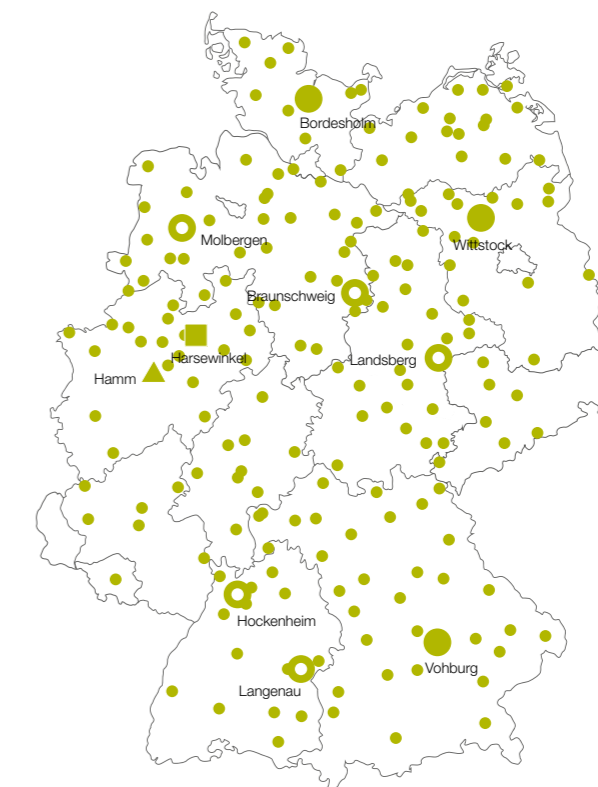 Bordesholm
Molbergen
Wittstock
Braunschweig
Harsewinkel
Landsberg
Hamm
Hockenheim
Vohburg
Langenau